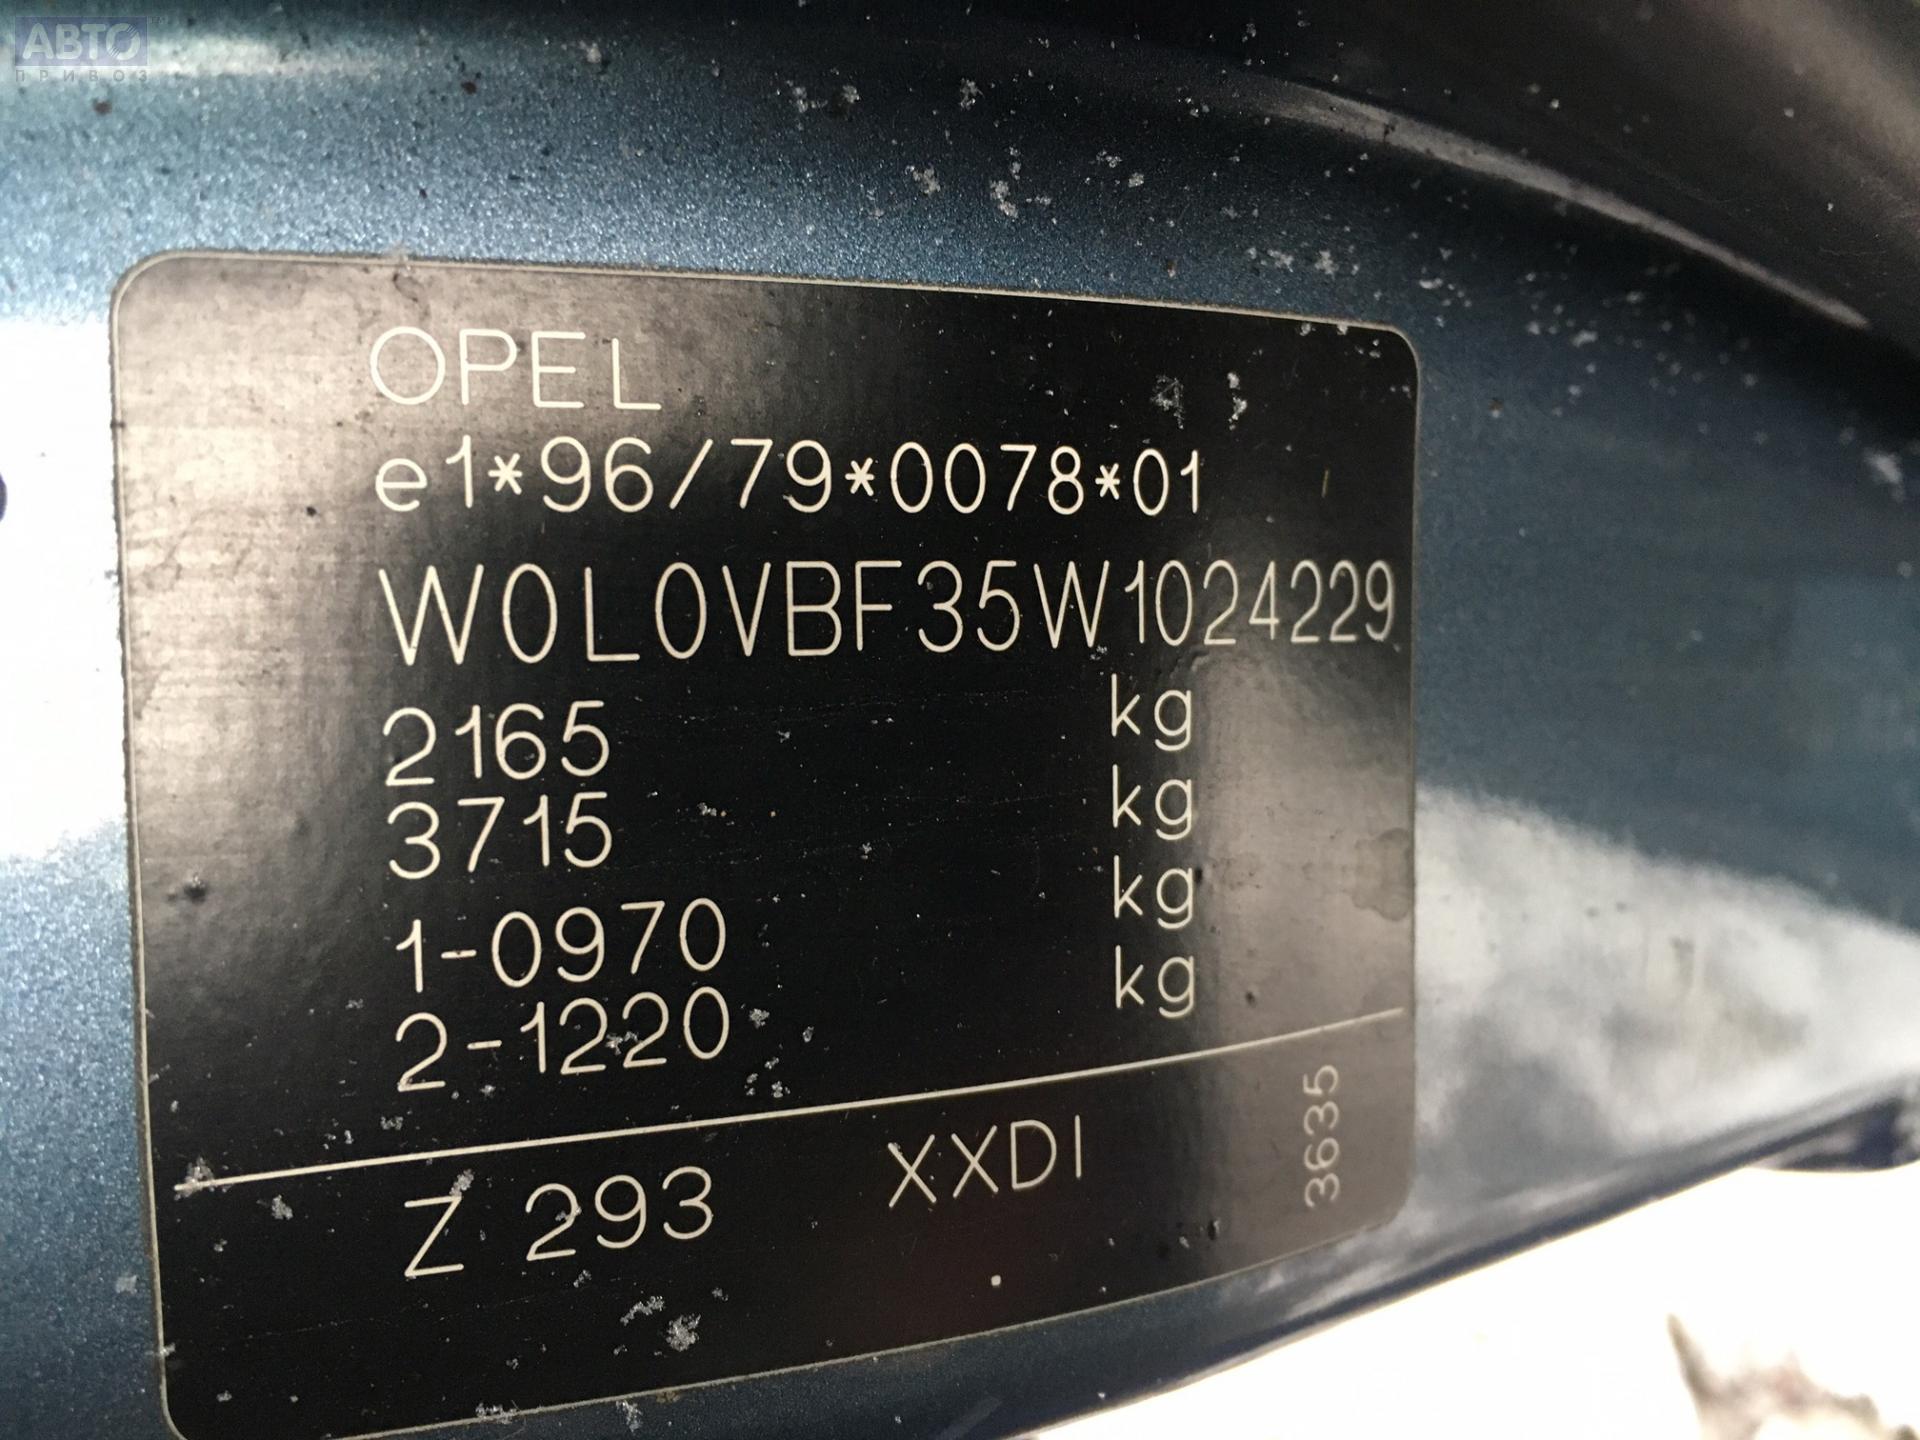 АВТО
ПРИВОЗ
OPEL
e1*96/79*0078*01
W0L0VBF35W1024229
2165 kg
3715 kg
1-0970 kg
2-1220 kg
Z 293 XXDI
3635